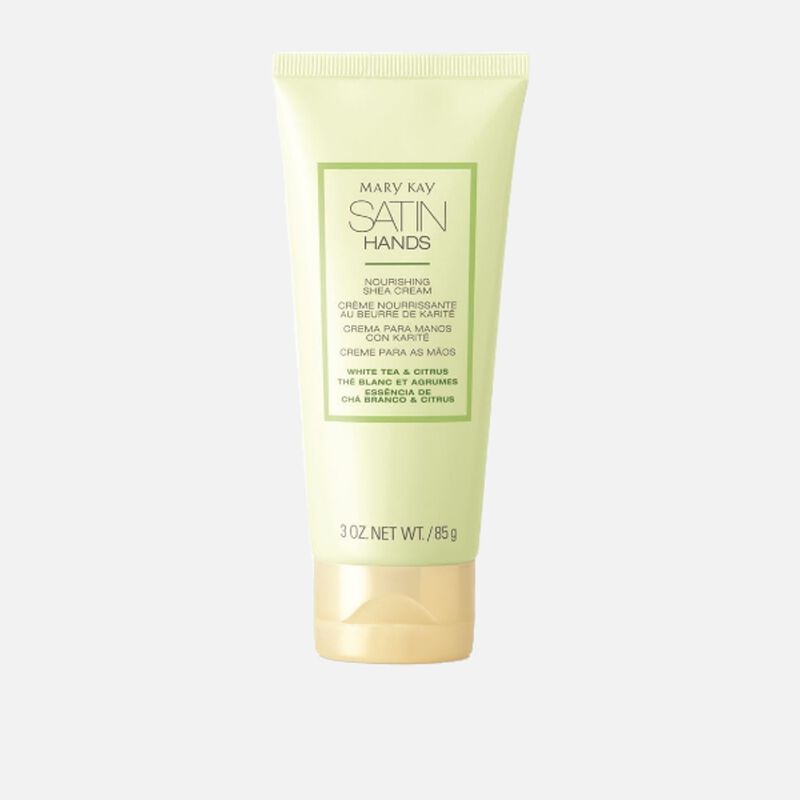 MARY KAY
SATIN
HANDS
NOURISHING
SHEA CREAM
CRÈME NOURRISSANTE
AU BEURRE DE KARITÉ
CREMA PARA MANOS
CON KARITÉ
CREME PARA AS MÃOS
WHITE TEA & CITRUS
THÉ BLANC ET AGRUMES
ESSÊNCIA DE
CHÁ BRANCO & CITRUS
3 OZ. NET WT. / 85 g